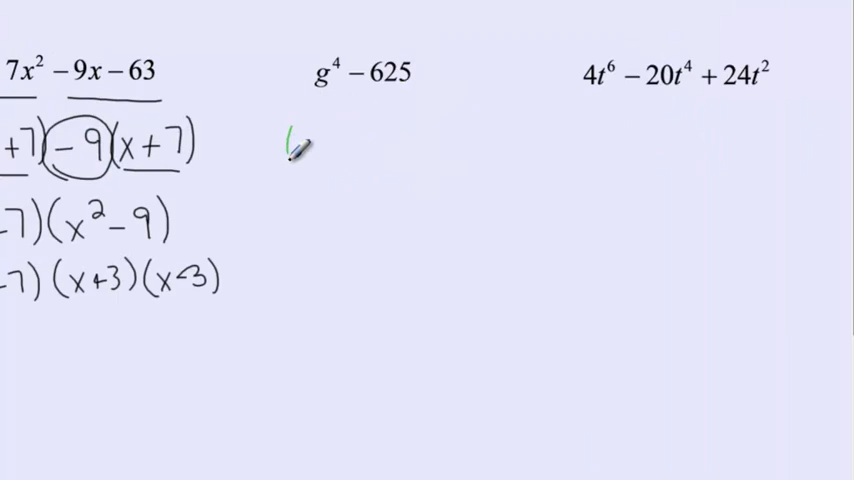 7x² − 9x − 63
g⁴ − 625
4t⁶ − 20t⁴ + 24t²
+7) − 9(x + 7)
(
-7)(x² − 9)
-7) (x+3)(x-3)